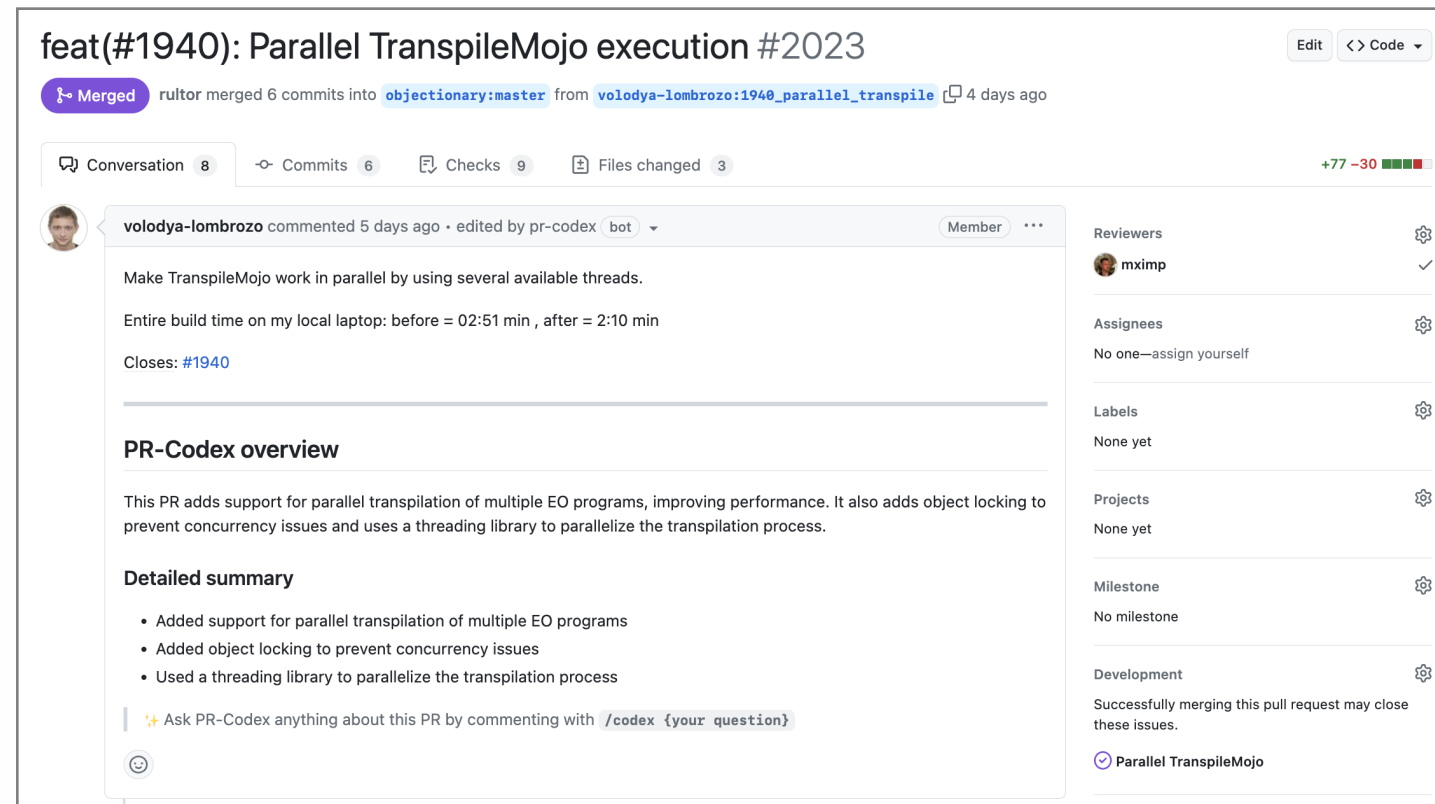 feat(#1940): Parallel TranspileMojo execution #2023
Edit
<> Code
Merged
rultor merged 6 commits into objectionary:master from volodya-lombrozo:1940_parallel_transpile 4 days ago
Conversation 8
Commits 6
Checks 9
Files changed 3
+77 −30
volodya-lombrozo commented 5 days ago • edited by pr-codex bot
Member
Make TranspileMojo work in parallel by using several available threads.
Entire build time on my local laptop: before = 02:51 min , after = 2:10 min
Closes: #1940
PR-Codex overview
This PR adds support for parallel transpilation of multiple EO programs, improving performance. It also adds object locking to
prevent concurrency issues and uses a threading library to parallelize the transpilation process.
Detailed summary
• Added support for parallel transpilation of multiple EO programs
• Added object locking to prevent concurrency issues
• Used a threading library to parallelize the transpilation process
✨ Ask PR-Codex anything about this PR by commenting with /codex {your question}
Reviewers
mximp
Assignees
No one—assign yourself
Labels
None yet
Projects
None yet
Milestone
No milestone
Development
Successfully merging this pull request may close
these issues.
Parallel TranspileMojo